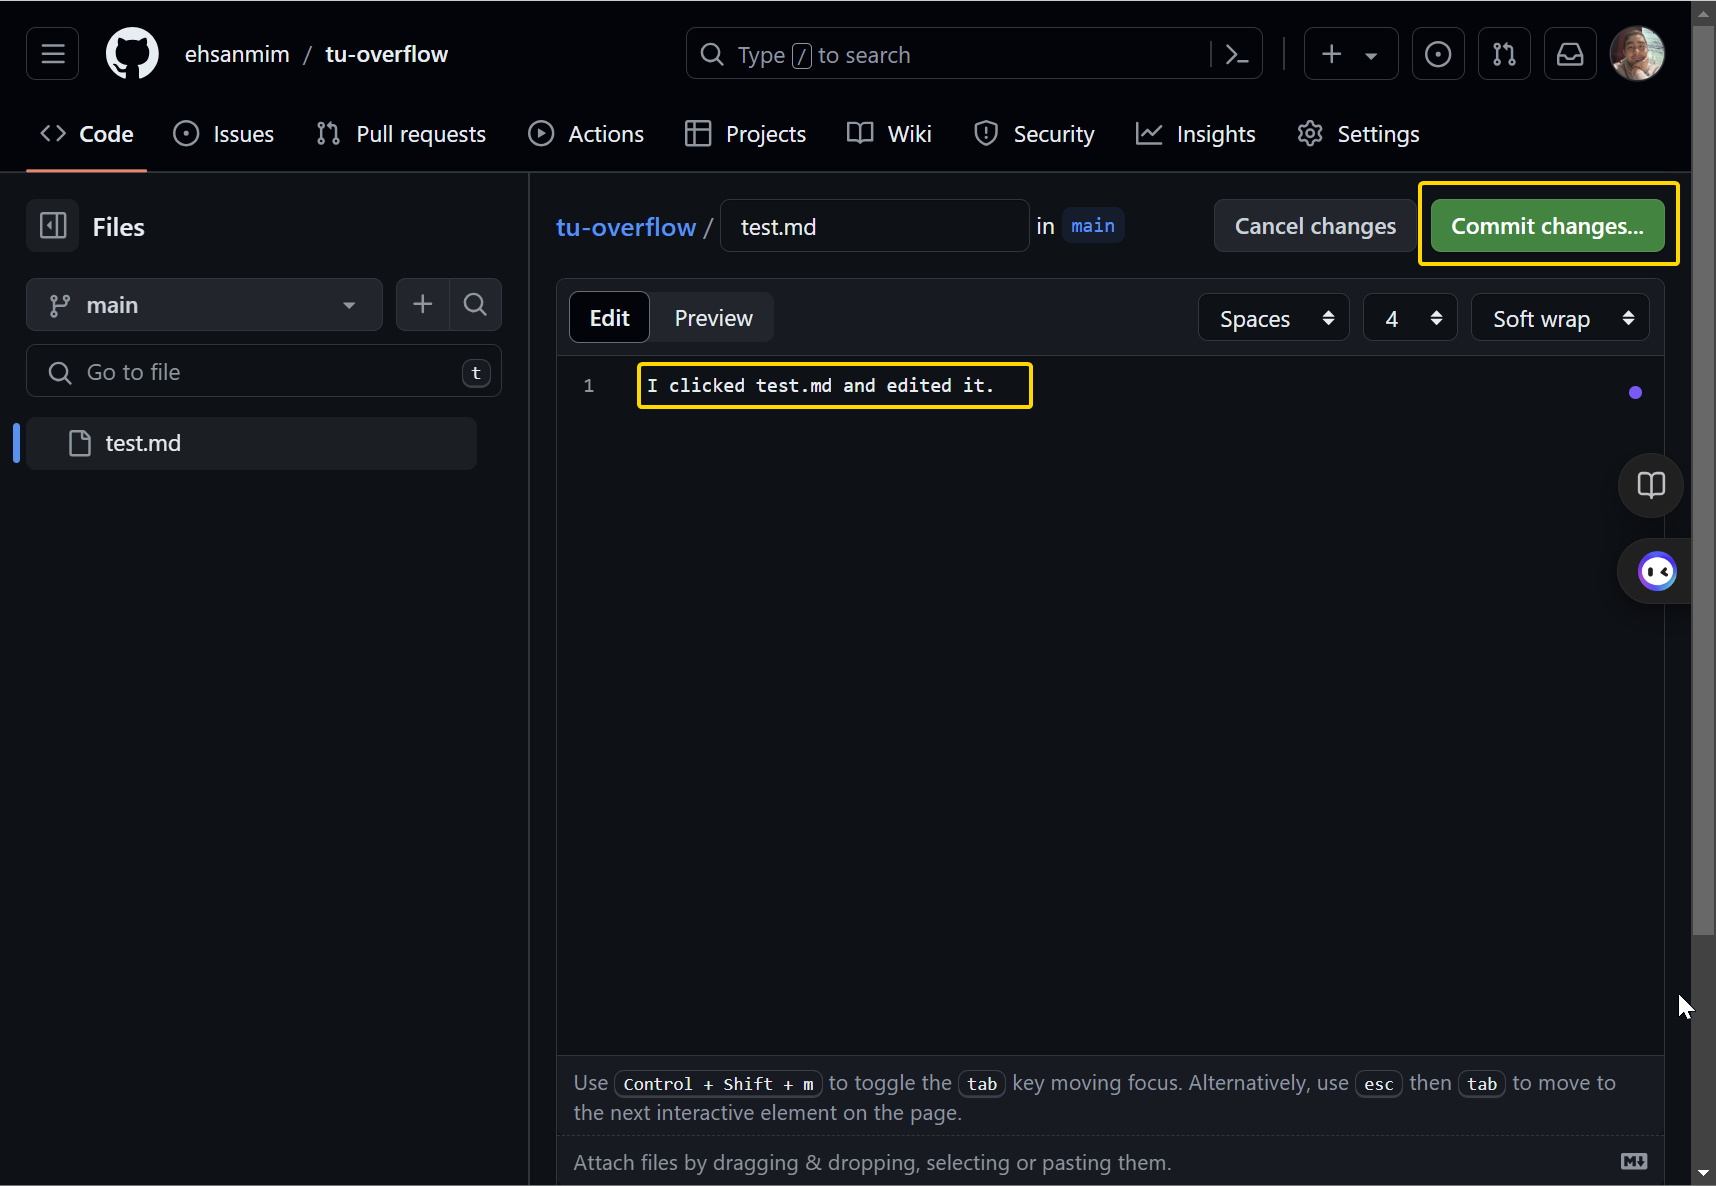 ehsanmim / tu-overflow
Type / to search
Code
Issues
Pull requests
Actions
Projects
Wiki
Security
Insights
Settings
Files
tu-overflow / test.md in main
Cancel changes
Commit changes...
main
Edit
Preview
Spaces
4
Soft wrap
Go to file
t
1
I clicked test.md and edited it.
test.md
Use Control + Shift + m to toggle the tab key moving focus. Alternatively, use esc then tab to move to
the next interactive element on the page.
Attach files by dragging & dropping, selecting or pasting them.